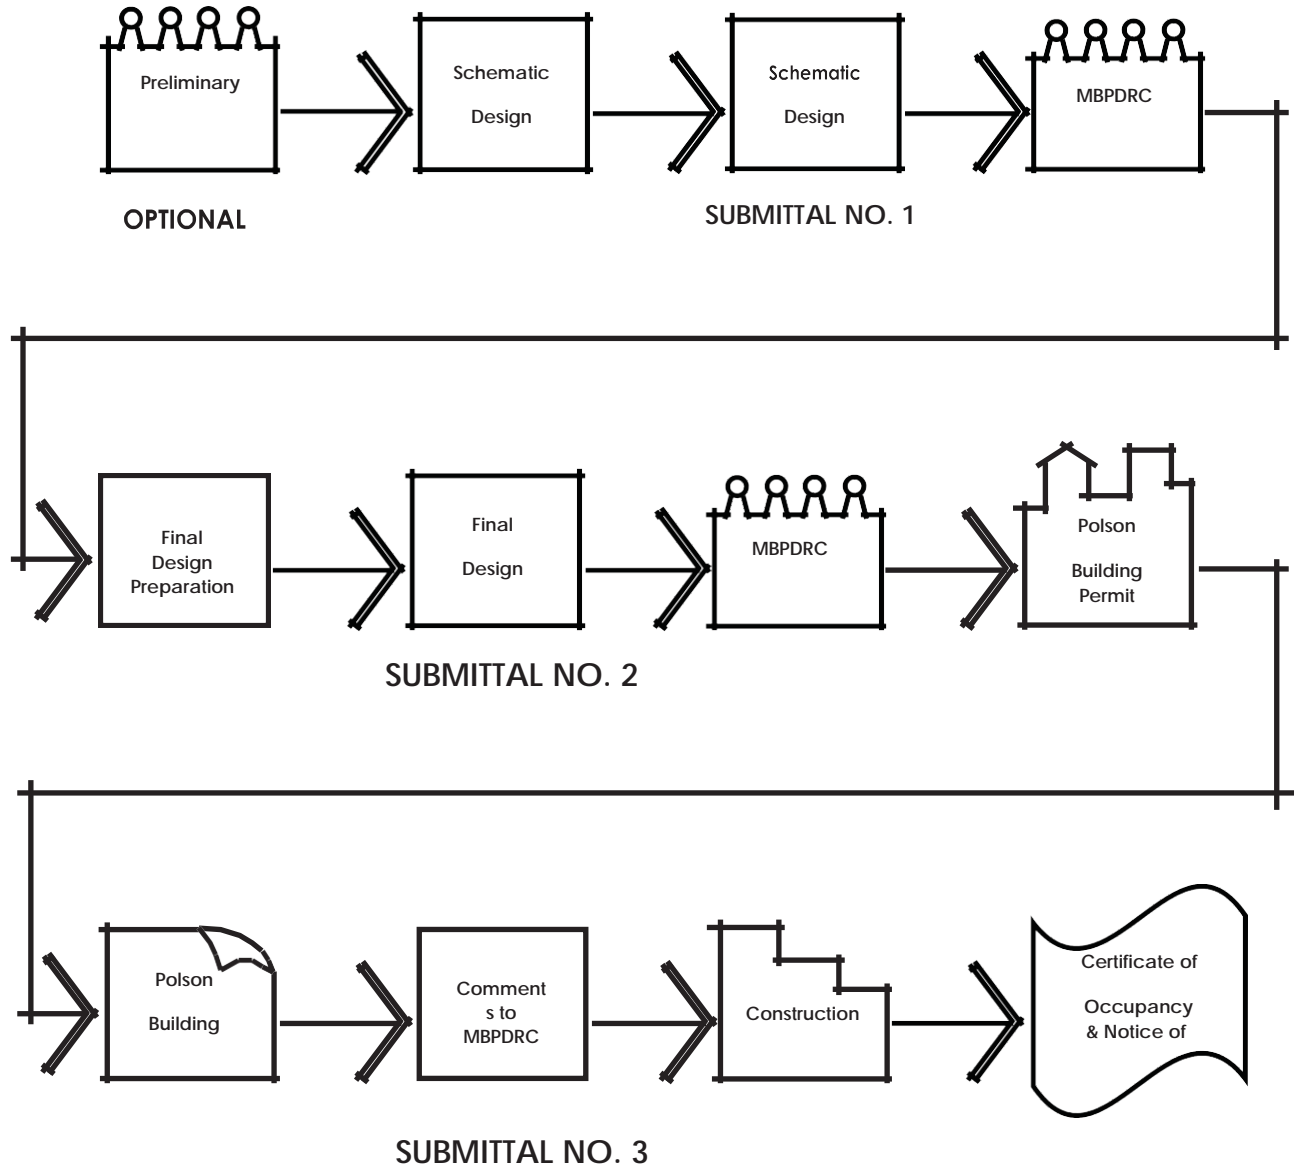 Preliminary
Schematic
Design
Schematic
Design
MBPDRC
OPTIONAL
SUBMITTAL NO. 1
Final
Design
Preparation
Final
Design
MBPDRC
Polson
Building
Permit
SUBMITTAL NO. 2
Polson
Building
Comment
s to
MBPDRC
Construction
Certificate of
Occupancy
& Notice of
SUBMITTAL NO. 3